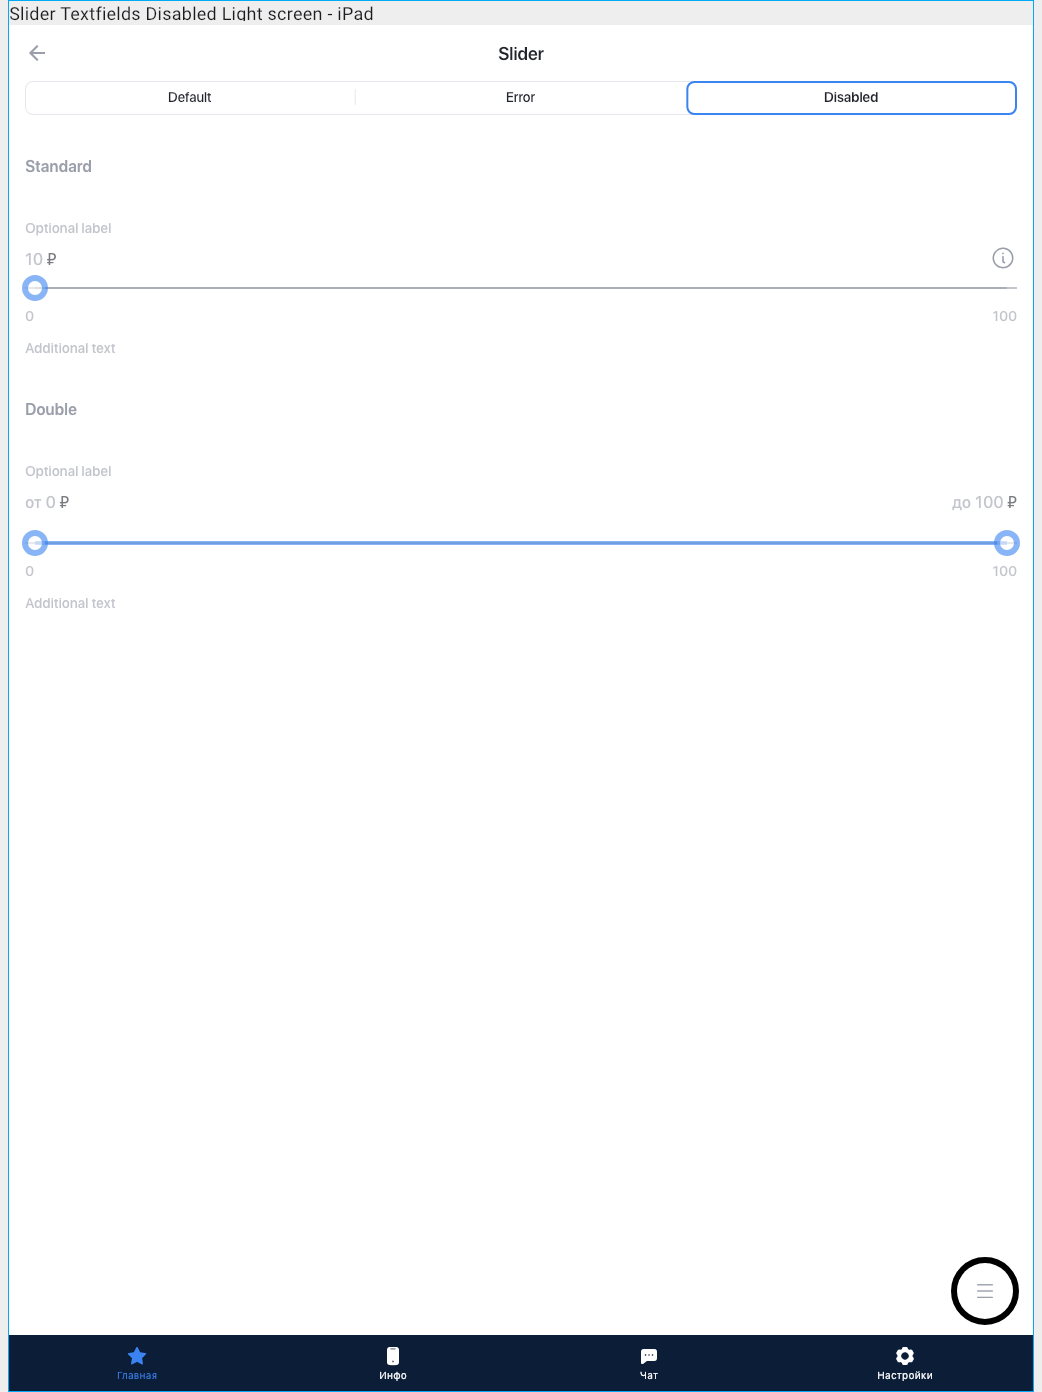 Slider Textfields Disabled Light screen - iPad
Slider
Default Error Disabled
Standard
Optional label
10 ₽
0 100
Additional text
Double
Optional label
от 0 ₽ до 100 ₽
0 100
Additional text
Главная Инфо Чат Настройки